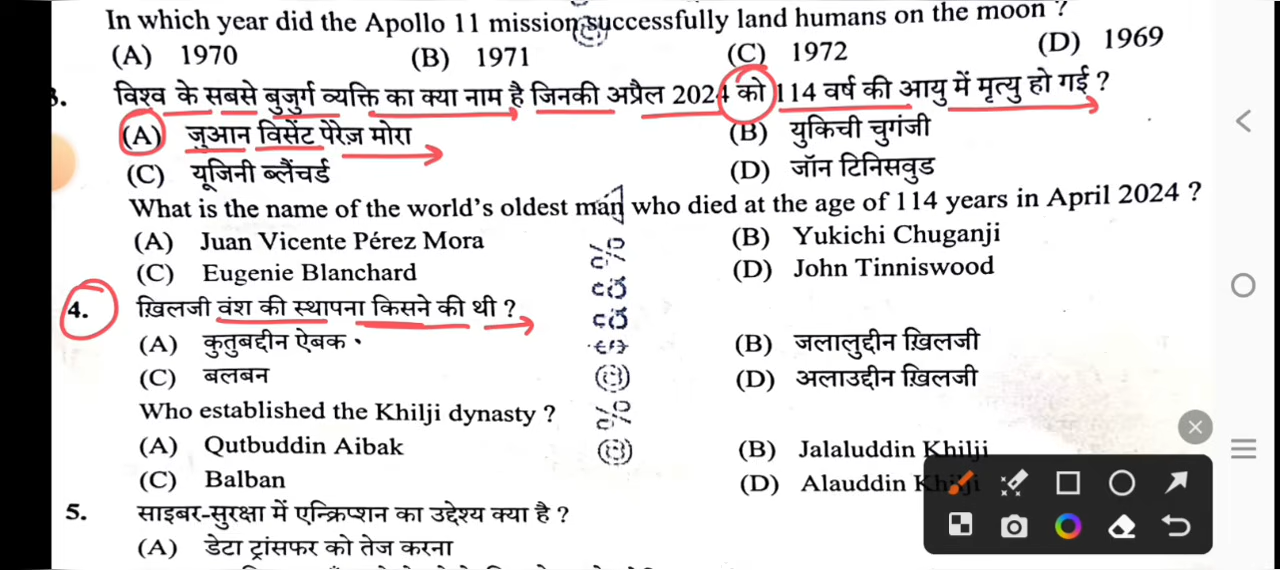 In which year did the Apollo 11 mission successfully land humans on the moon ?
(A) 1970 (B) 1971 (C) 1972 (D) 1969
3. विश्व के सबसे बुजुर्ग व्यक्ति का क्या नाम है जिनकी अप्रैल 2024 को 114 वर्ष की आयु में मृत्यु हो गई ?
(A) जुआन विसेंट पेरेज़ मोरा (B) युकिची चुगंजी
(C) यूजिनी ब्लैंचर्ड (D) जॉन टिनिसवुड
What is the name of the world's oldest man who died at the age of 114 years in April 2024 ?
(A) Juan Vicente Pérez Mora (B) Yukichi Chuganji
(C) Eugenie Blanchard (D) John Tinniswood
4. ख़िलजी वंश की स्थापना किसने की थी ?
(A) कुतुबद्दीन ऐबक (B) जलालुद्दीन ख़िलजी
(C) बलबन (D) अलाउद्दीन ख़िलजी
Who established the Khilji dynasty ?
(A) Qutbuddin Aibak (B) Jalaluddin Khilji
(C) Balban (D) Alauddin Khilji
5. साइबर-सुरक्षा में एन्क्रिप्शन का उद्देश्य क्या है ?
(A) डेटा ट्रांसफर को तेज करना